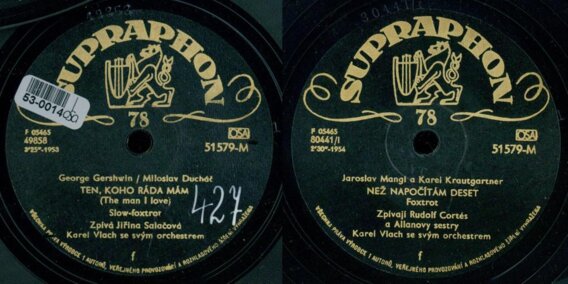 SUPRAPHON
53-00140
78
F 05465
49858
3'25"-1953
OSA
51579-M
George Gershwin / Miloslav Ducháč
TEN, KOHO RÁDA MÁM
(The man I love)
427
Slow-foxtrot
Zpívá Jiřina Salačová
Karel Vlach se svým orchestrem
f
80441/I
SUPRAPHON
78
F 05465
80441/I
2'30"-1954
OSA
51579-M
Jaroslav Mangl a Karel Krautgartner
NEŽ NAPOČÍTÁM DESET
Foxtrot
Zpívají Rudolf Cortés
a Allanovy sestry
Karel Vlach se svým orchestrem
f